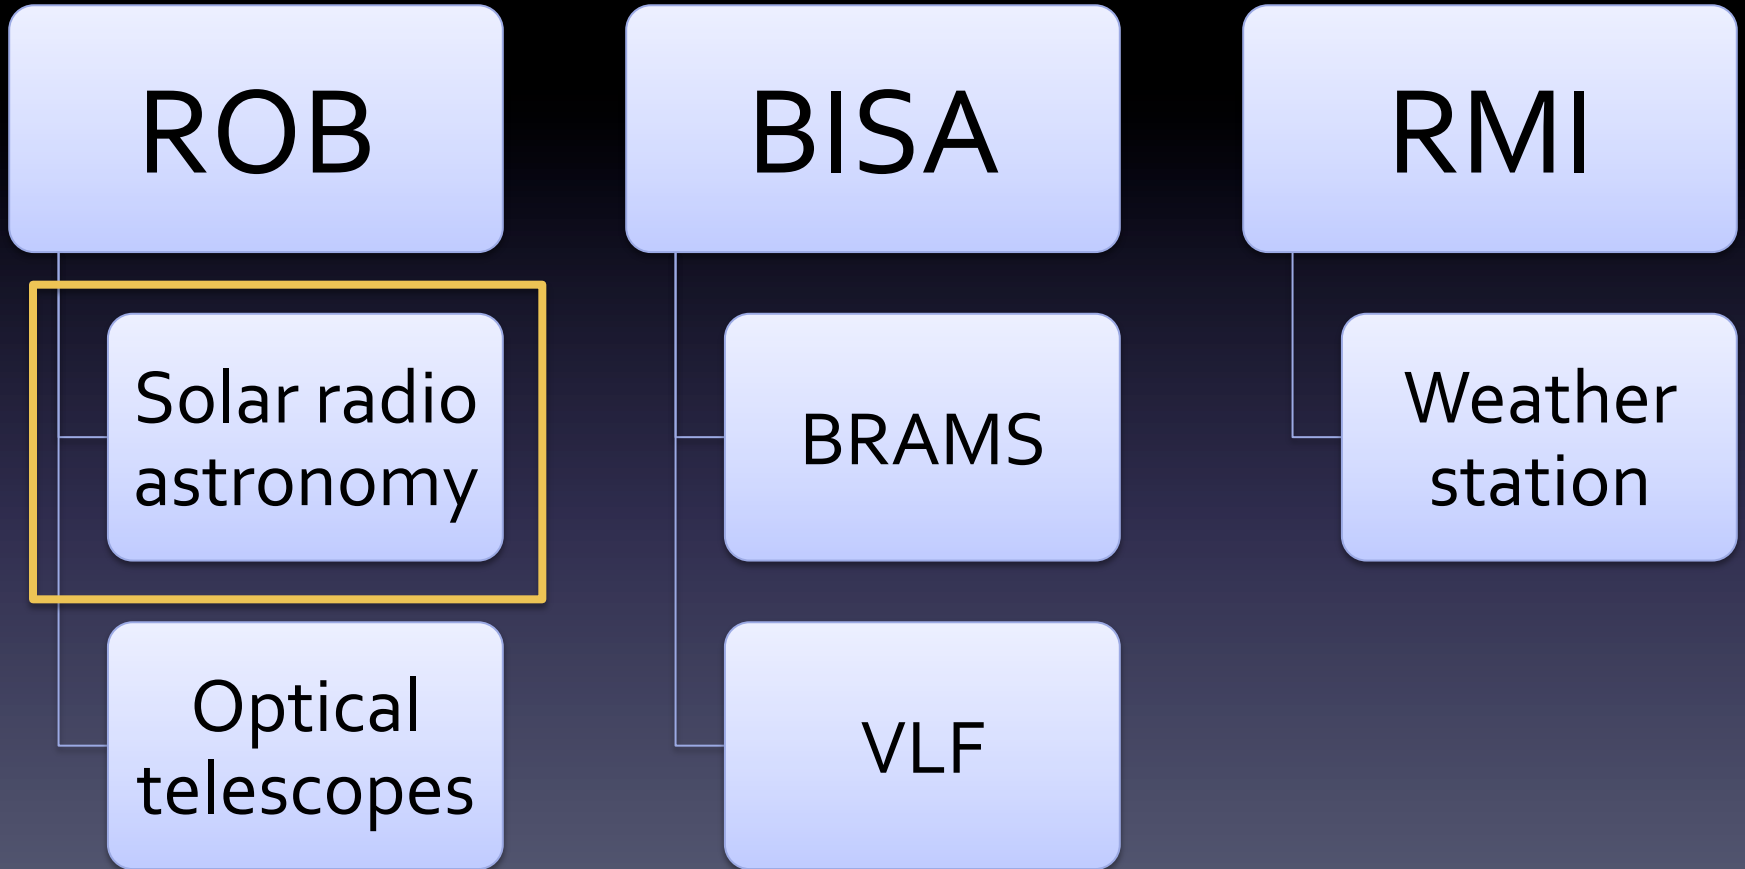 ROB
Solar radio
astronomy
Optical
telescopes
BISA
BRAMS
VLF
RMI
Weather
station